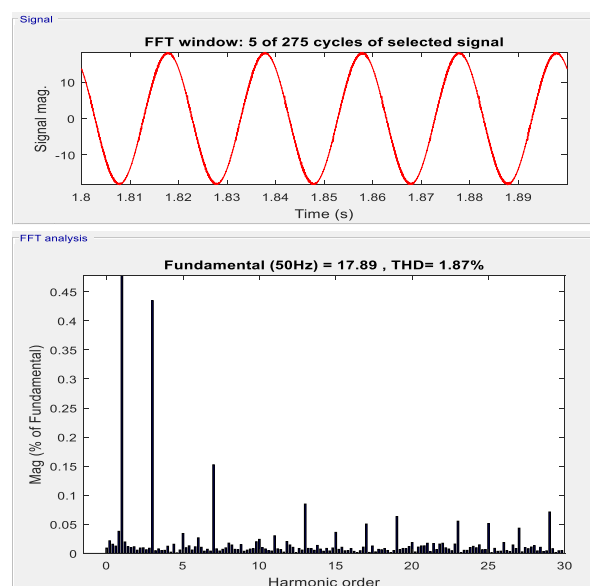 Signal
FFT window: 5 of 275 cycles of selected signal
Signal mag.
10
0
-10
1.8 1.81 1.82 1.83 1.84 1.85 1.86 1.87 1.88 1.89
Time (s)
FFT analysis
Fundamental (50Hz) = 17.89 , THD= 1.87%
Mag (% of Fundamental)
0.45
0.4
0.35
0.3
0.25
0.2
0.15
0.1
0.05
0
0 5 10 15 20 25 30
Harmonic order